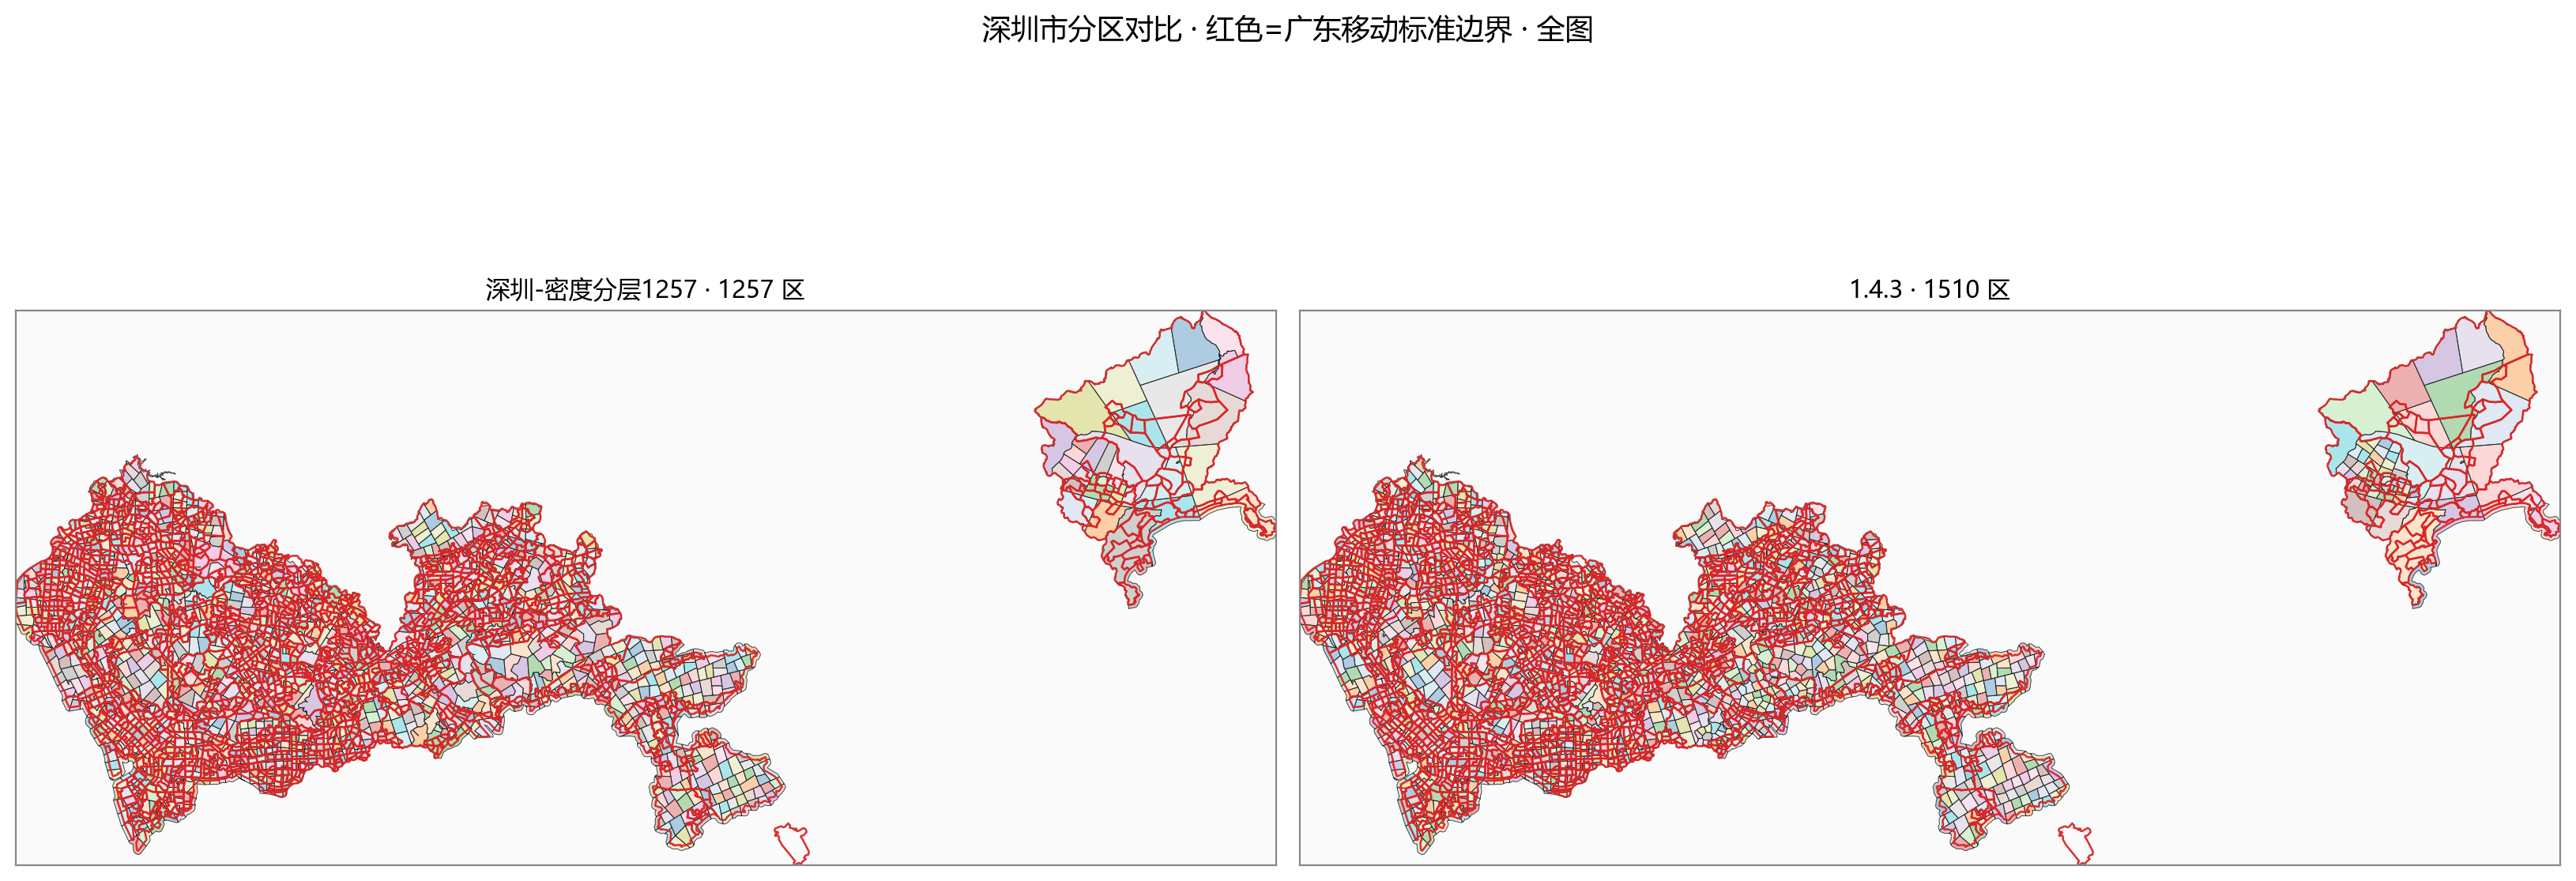 深圳市分区对比 · 红色=广东移动标准边界 · 全图
深圳-密度分层1257 · 1257 区
1.4.3 · 1510 区